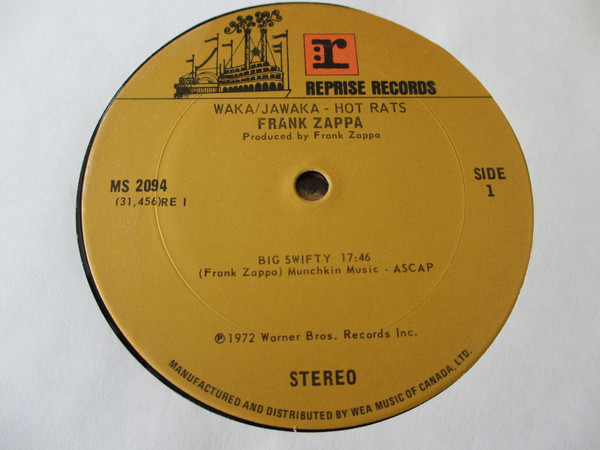 r
REPRISE RECORDS
WAKA/JAWAKA - HOT RATS
FRANK ZAPPA
Produced by Frank Zappa
MS 2094
(31,456)RE I
SIDE
1
BIG SWIFTY 17:46
(Frank Zappa) Munchkin Music - ASCAP
℗1972 Warner Bros. Records Inc.
STEREO
MANUFACTURED AND DISTRIBUTED BY WEA MUSIC OF CANADA, LTD.